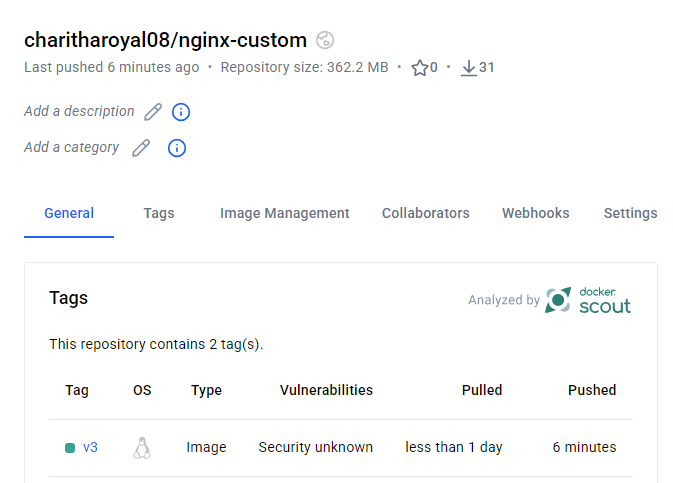 charitharoyal08/nginx-custom
Last pushed 6 minutes ago • Repository size: 362.2 MB • 0 • 31
Add a description
Add a category
General Tags Image Management Collaborators Webhooks Settings
Tags Analyzed by docker scout
This repository contains 2 tag(s).
Tag OS Type Vulnerabilities Pulled Pushed
v3 Image Security unknown less than 1 day 6 minutes